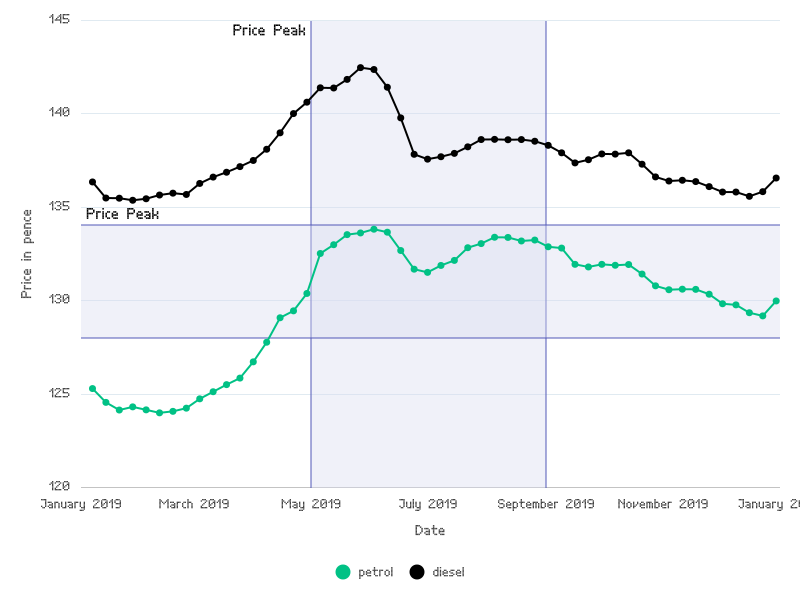 145
Price Peak
140
135
Price Peak
Price in pence
130
125
120
January 2019 March 2019 May 2019 July 2019 September 2019 November 2019 January 20
Date
petrol diesel